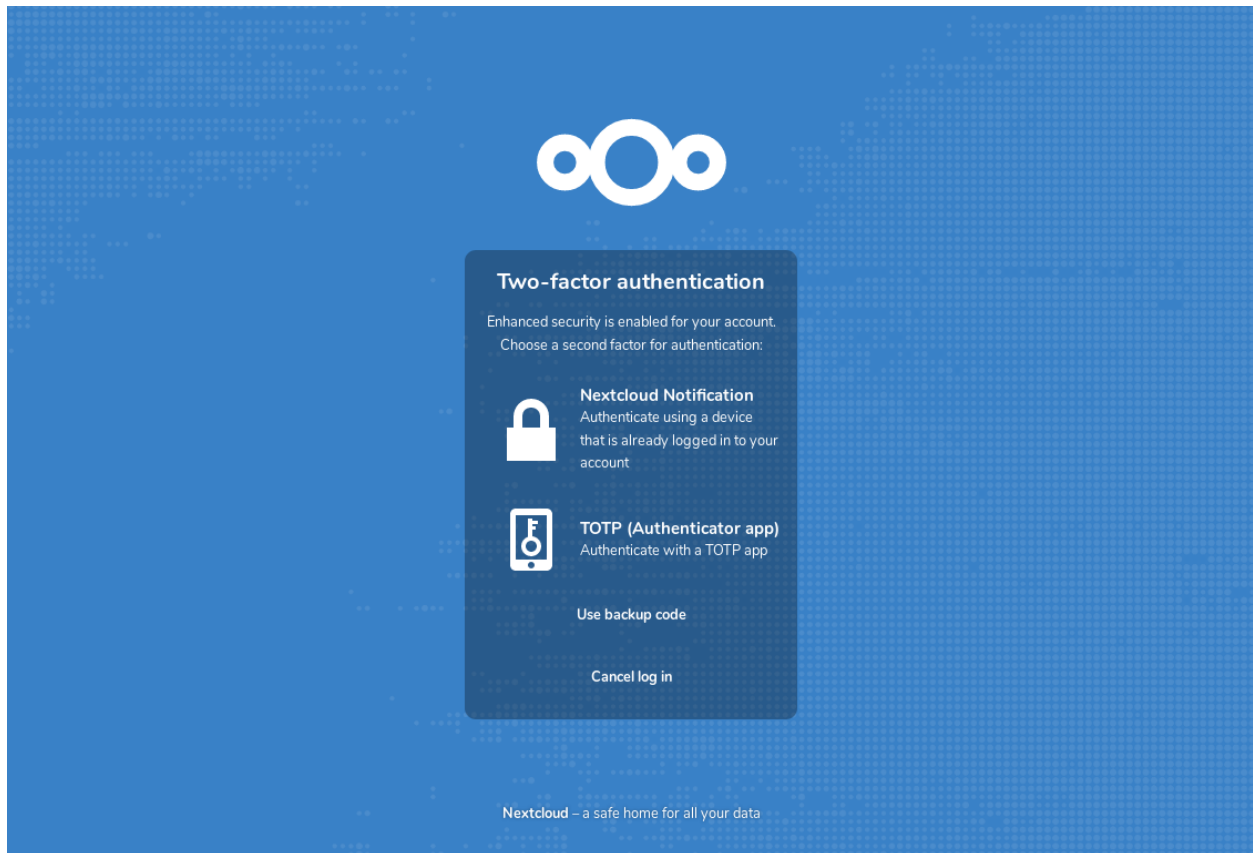 Two-factor authentication
Enhanced security is enabled for your account.
Choose a second factor for authentication:
Nextcloud Notification
Authenticate using a device
that is already logged in to your
account
TOTP (Authenticator app)
Authenticate with a TOTP app
Use backup code
Cancel log in
Nextcloud – a safe home for all your data